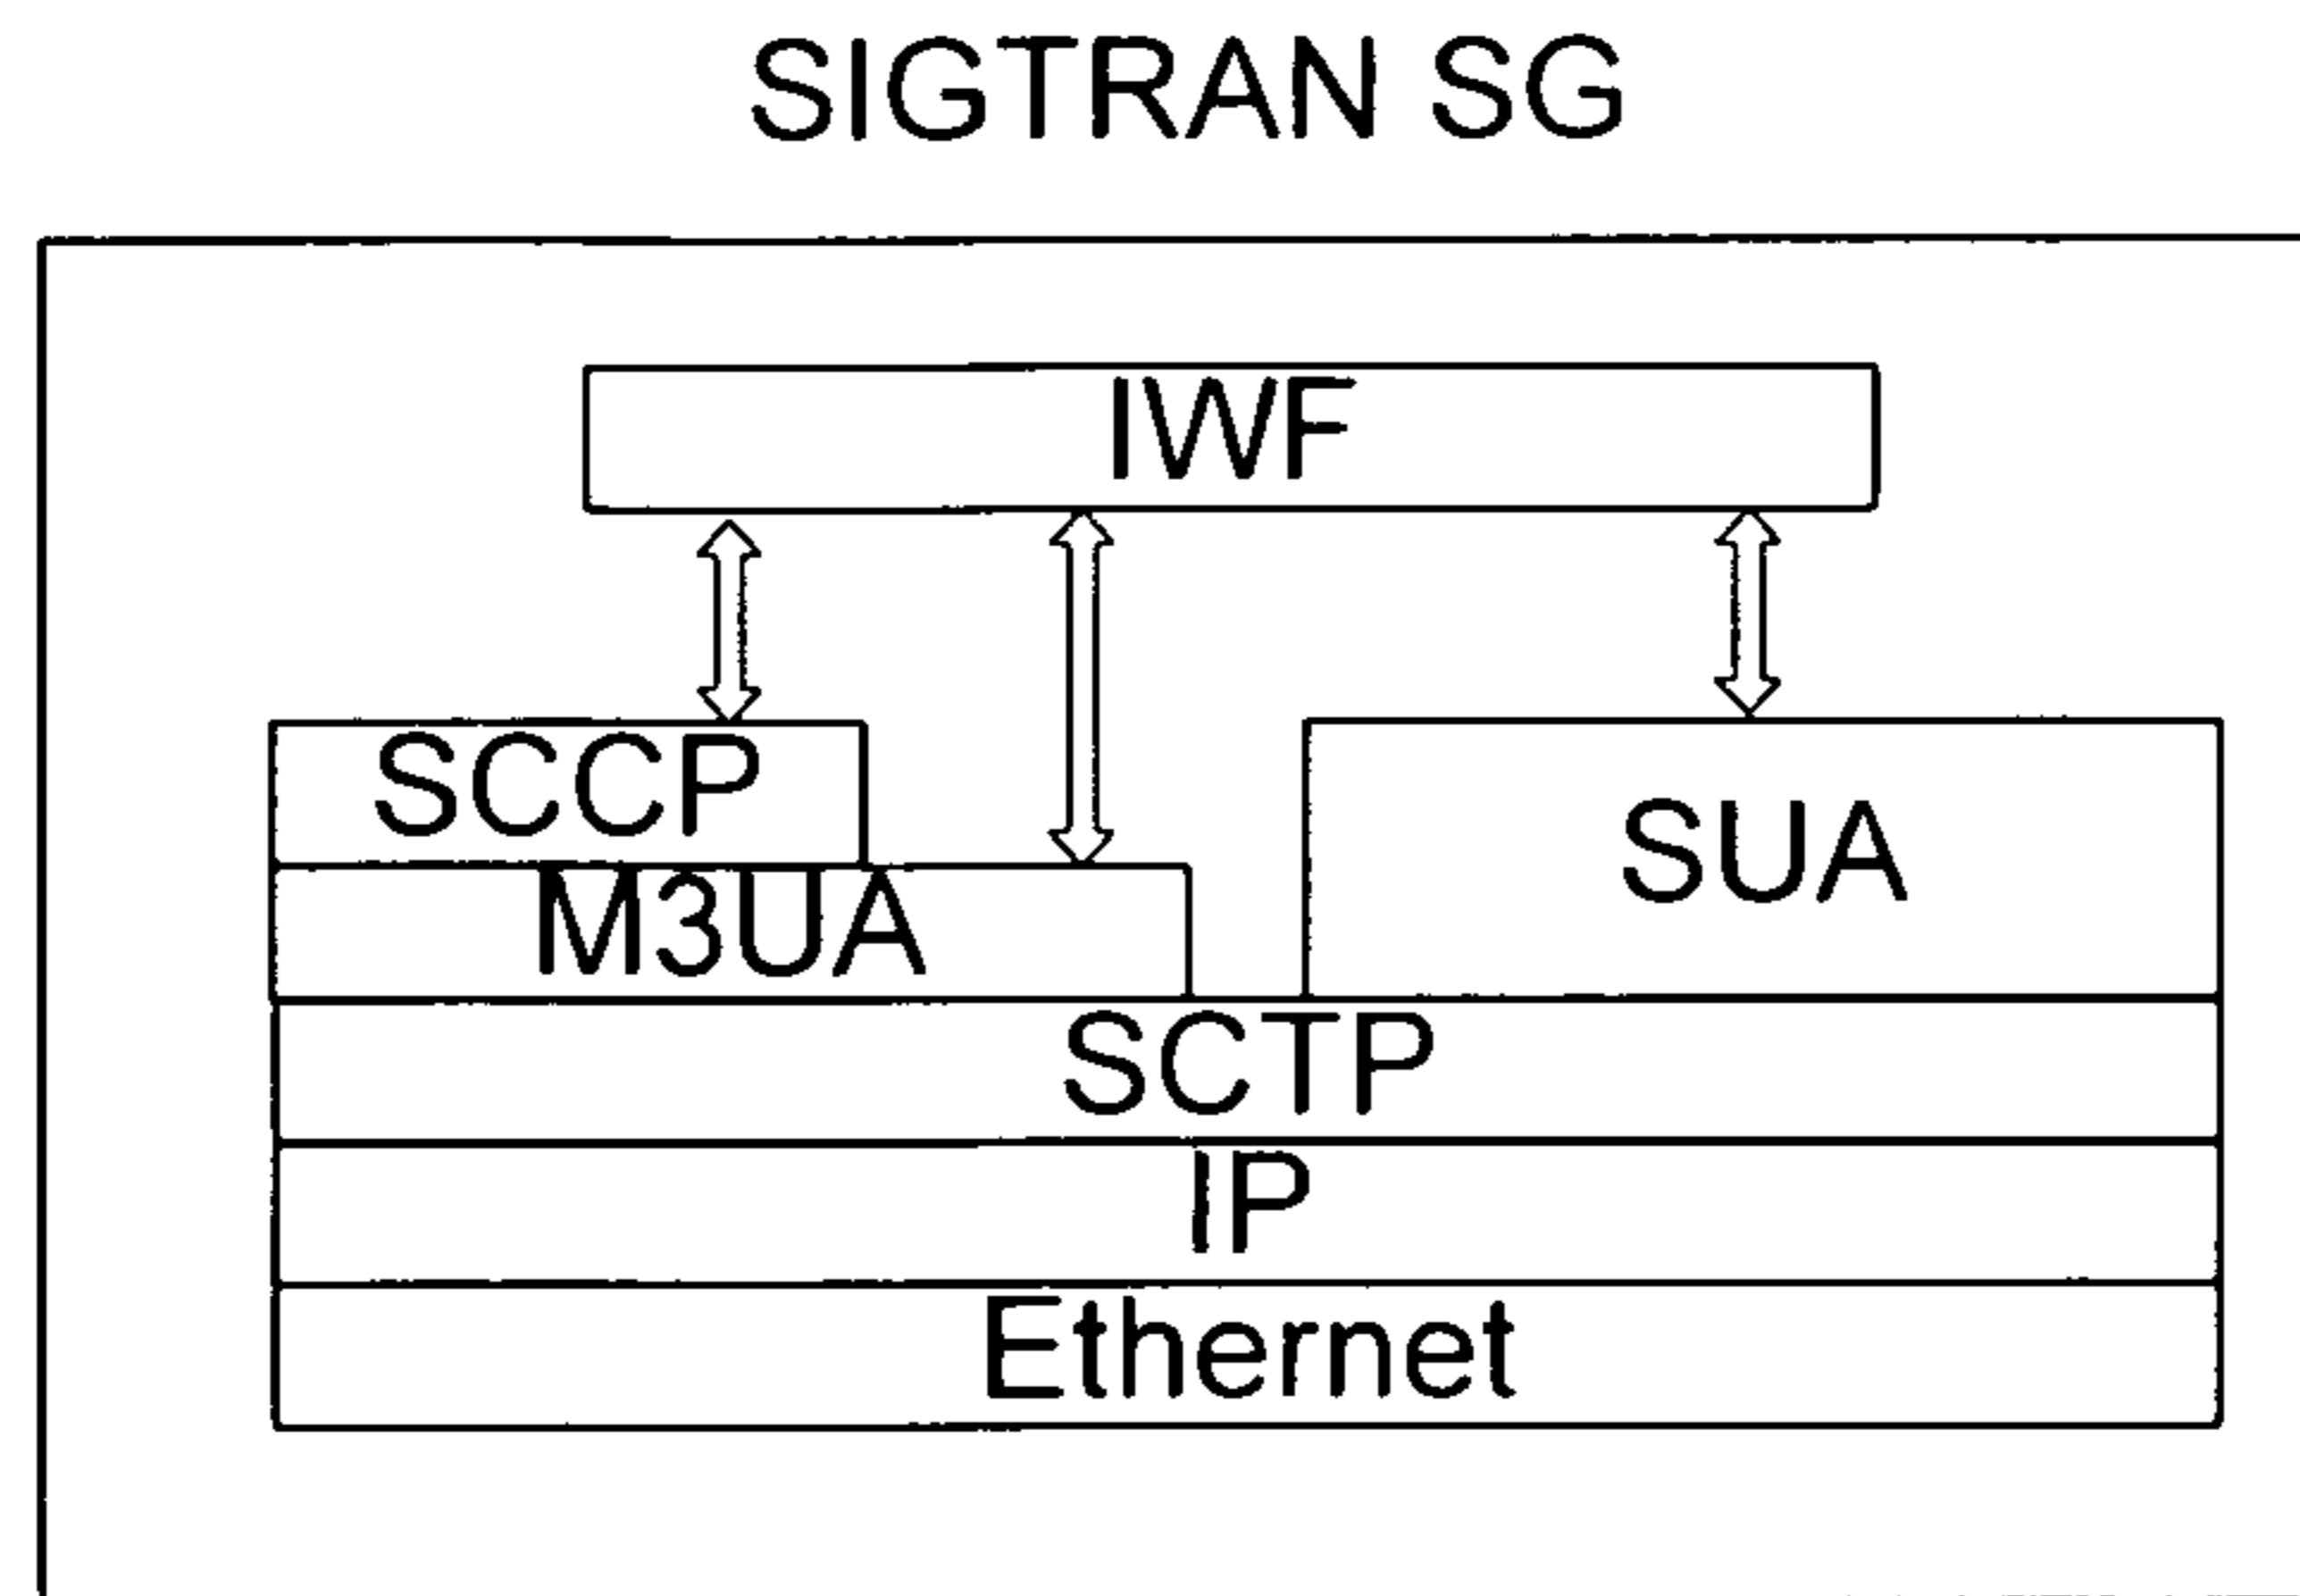 SIGTRAN SG
IWF
SCCP
M3UA
SUA
SCTP
IP
Ethernet